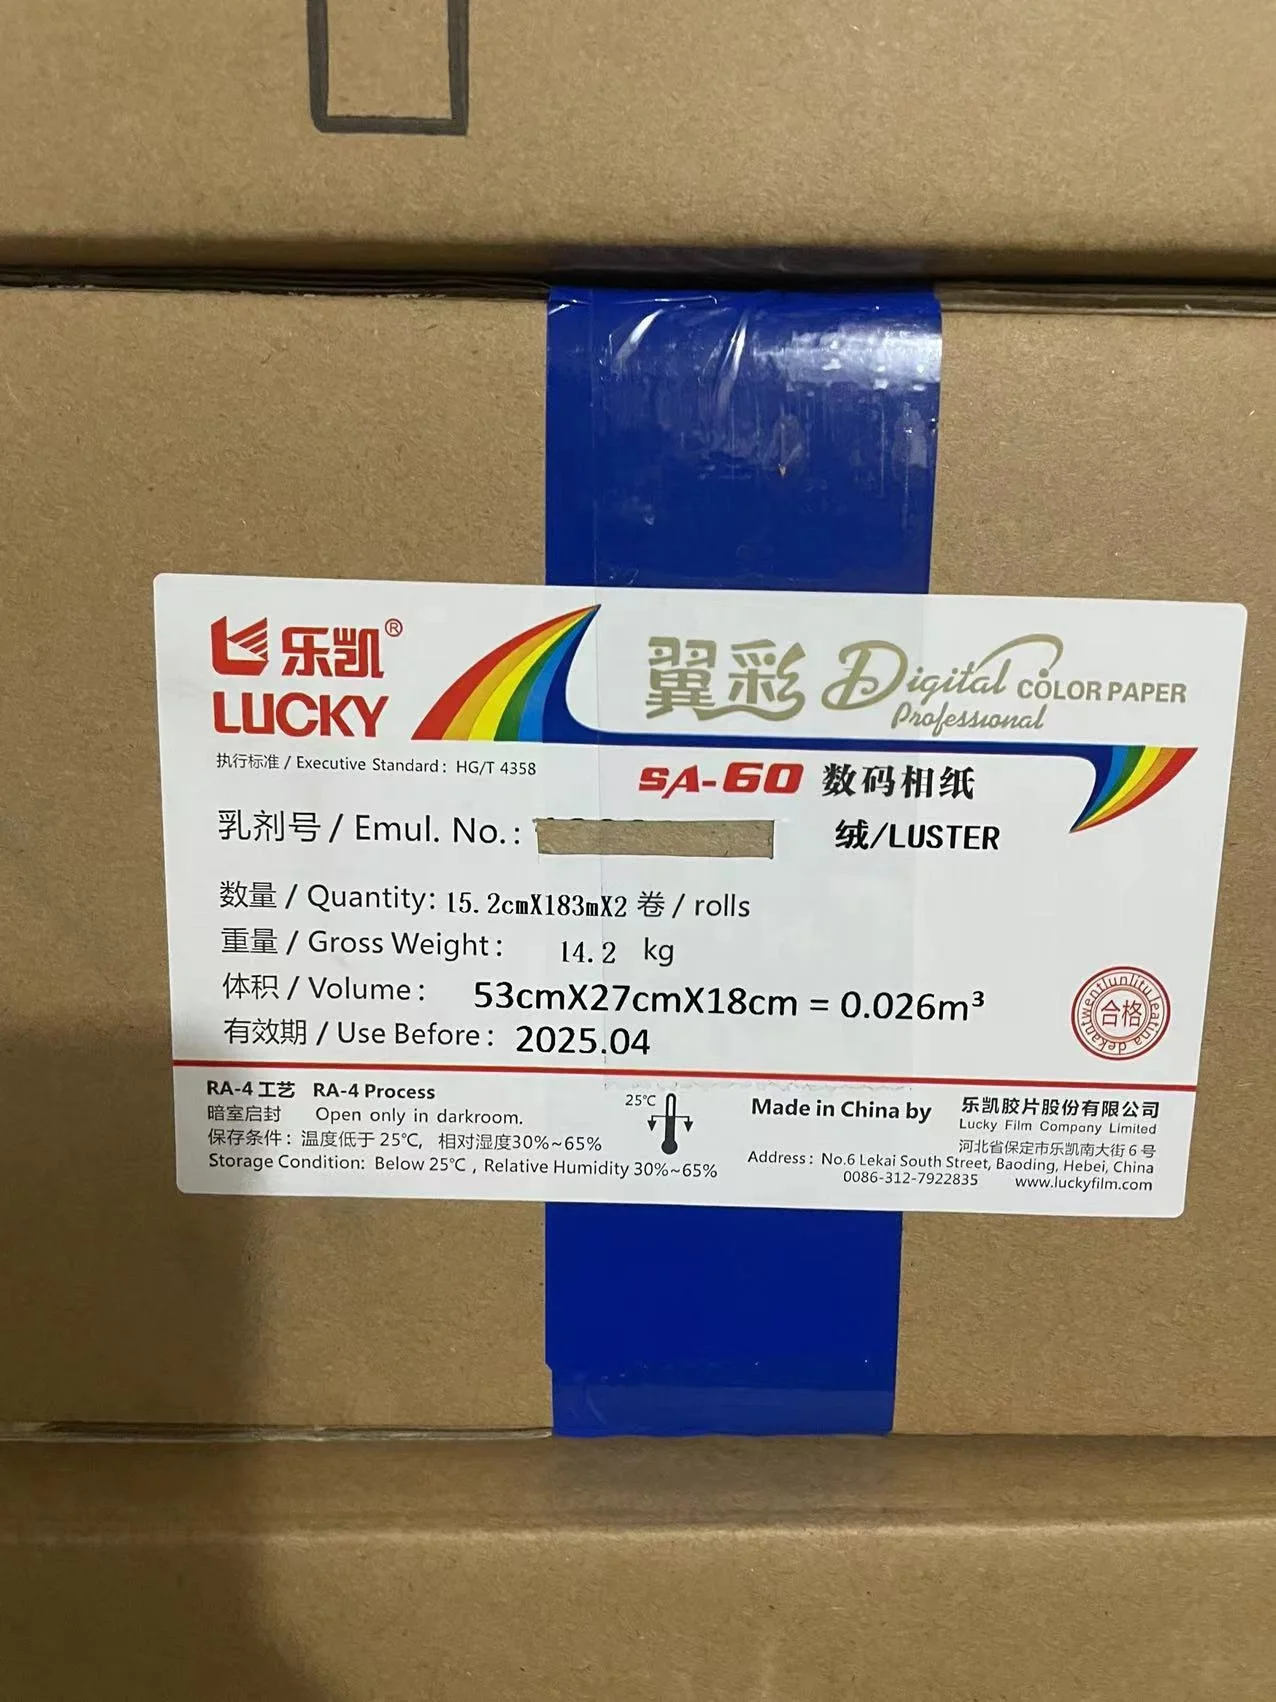 乐凯®
LUCKY
翼彩 Digital COLOR PAPER
Professional
执行标准 / Executive Standard: HG/T 4358
SA-60 数码相纸
乳剂号 / Emul. No.:
绒/LUSTER
数量 / Quantity: 15.2cmX183mX2 卷 / rolls
重量 / Gross Weight: 14.2 kg
体积 / Volume: 53cmX27cmX18cm = 0.026m³
有效期 / Use Before: 2025.04
合格
RA-4 工艺 RA-4 Process
暗室启封 Open only in darkroom.
保存条件: 温度低于 25℃, 相对湿度30%~65%
Storage Condition: Below 25℃ , Relative Humidity 30%~65%
25℃
Made in China by 乐凯胶片股份有限公司
Lucky Film Company Limited
河北省保定市乐凯南大街 6 号
Address: No.6 Lekai South Street, Baoding, Hebei, China
0086-312-7922835 www.luckyfilm.com